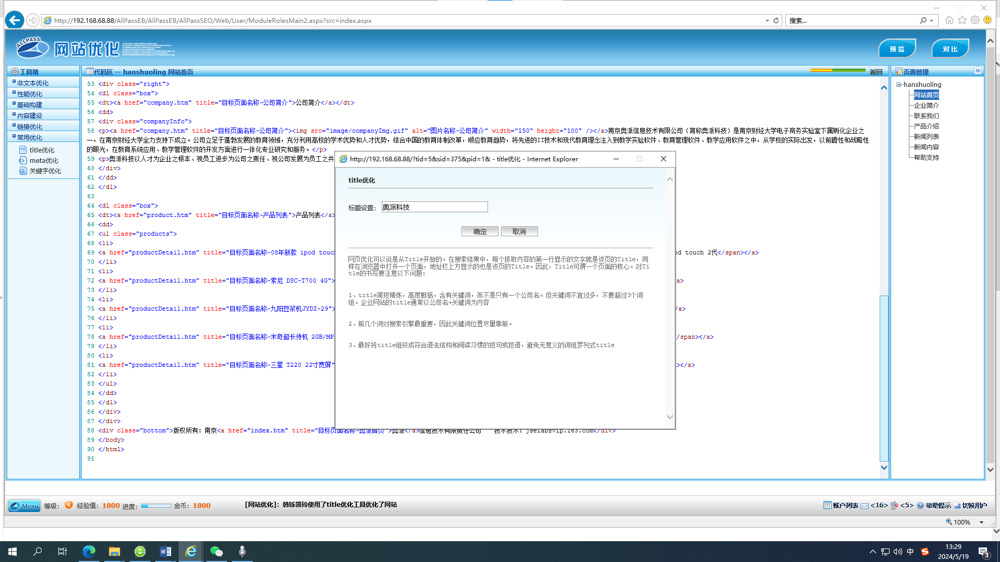 http://192.168.68.88/AllPassEB/AllPassEB/AllPassSEO/Web/User/ModuleRolesMain2.aspx?src=index.aspx
搜索...
ALLPASS 网站优化
预 览
对 比
工具箱
代码区 -- hanshuoling 网站首页
返回
页面管理
非文本优化
性能优化
基础构建
内容建设
链接优化
常用优化
title优化
meta优化
关键字优化
53 <div class="right">
54 <dl class="box">
55 <dt><a href="company.htm" title="目标页面名称-公司简介">公司简介</a></dt>
56 <dd>
57 <div class="companyInfo">
58 <p><a href="company.htm" title="目标页面名称-公司简介"><img src="image/companyImg.gif" alt="图片名称-公司简介" width="150" height="100" /></a>南京奥派信息技术有限公司（简称奥派科技）是南京财经大学电子商务实验室下属孵化企业之
一，在南京财经大学全力支持下成立。公司立足于蓬勃发展的教育领域，充分利用高校的学术优势和人才优势，结合中国的教育体制改革，顺应教育趋势，将先进的IT技术和现代教育理念注入到教学实验软件、教育管理软件、教学应用软件之中，从学校的实际出发，以前瞻性和战略性
的眼光，在教育系统应用、教学管理软件的开发方面进行一体化专业研究和服务。</p>
59 <p>奥派科技以人才为企业之根本、视员工进步为公司之责任、视公司发展为员工之共
60 </div>
61 </dd>
62 </dl>
63
64 <dl class="box">
65 <dt><a href="product.htm" title="目标页面名称-产品列表">产品列表</a>
66 <dd>
67 <ul class="products">
68 <li>
69 <a href="productDetail.htm" title="目标页面名称-08年新款 ipod touc
od touch 2代</span></a>
70 </li>
71 <li>
72 <a href="productDetail.htm" title="目标页面名称-索尼 DSC-T700 4G">
a>
73 </li>
74 <li>
75 <a href="productDetail.htm" title="目标页面名称-九阳豆浆机JYDZ-29">
/a>
76 </li>
77 <li>
78 <a href="productDetail.htm" title="目标页面名称-米奇超长待机 2GB/MP
/span></a>
79 </li>
80 <li>
81 <a href="productDetail.htm" title="目标页面名称-三星 T220 22寸宽屏"
></a>
82 </li>
83 </ul>
84 </dd>
85 </dl>
86 </div>
87 </div>
88 <div class="bottom">版权所有：南京<a href="index.htm" title="目标页面名称-奥派首页">奥派</a>信息技术有限责任公司 技术技术：jselab@vip.163.com</div>
89 </body>
90 </html>
91
http://192.168.68.88/?tid=5&sid=375&pid=1& - title优化 - Internet Explorer
title优化
标题设置：
奥派科技
确定
取消
网页优化可以说是从Title开始的。在搜索结果中，每个抓取内容的第一行显示的文字就是该页的Title，同
样在浏览器中打开一个页面，地址栏上方显示的也是该页的Title。因此，Title可谓一个页面的核心。对Ti
tle的书写要注意以下问题：
1、title简短精炼，高度概括，含有关键词，而不是只有一个公司名。但关键词不宜过多，不要超过3个词
组。企业网站的title通常以公司名+关键词为内容
2、前几个词对搜索引擎最重要，因此关键词位置尽量靠前。
3、最好将title组织成符合语法结构和阅读习惯的短句或短语，避免无意义的词组罗列式title
hanshuoling
网站首页
企业简介
联系我们
产品介绍
新闻列表
新闻内容
帮助支持
Menu
等级：
4
经验值：
1800
进度：
金币：
1800
[网站优化]：韩铄领玲使用了title优化工具优化了网站
账户列表
<16>
<5>
帮助提示
切换用户
100%
中
13:29
2024/5/19
3